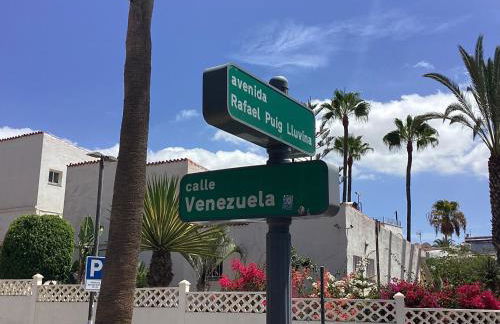 avenida
Rafael Puig Lluvina
calle
Venezuela
P